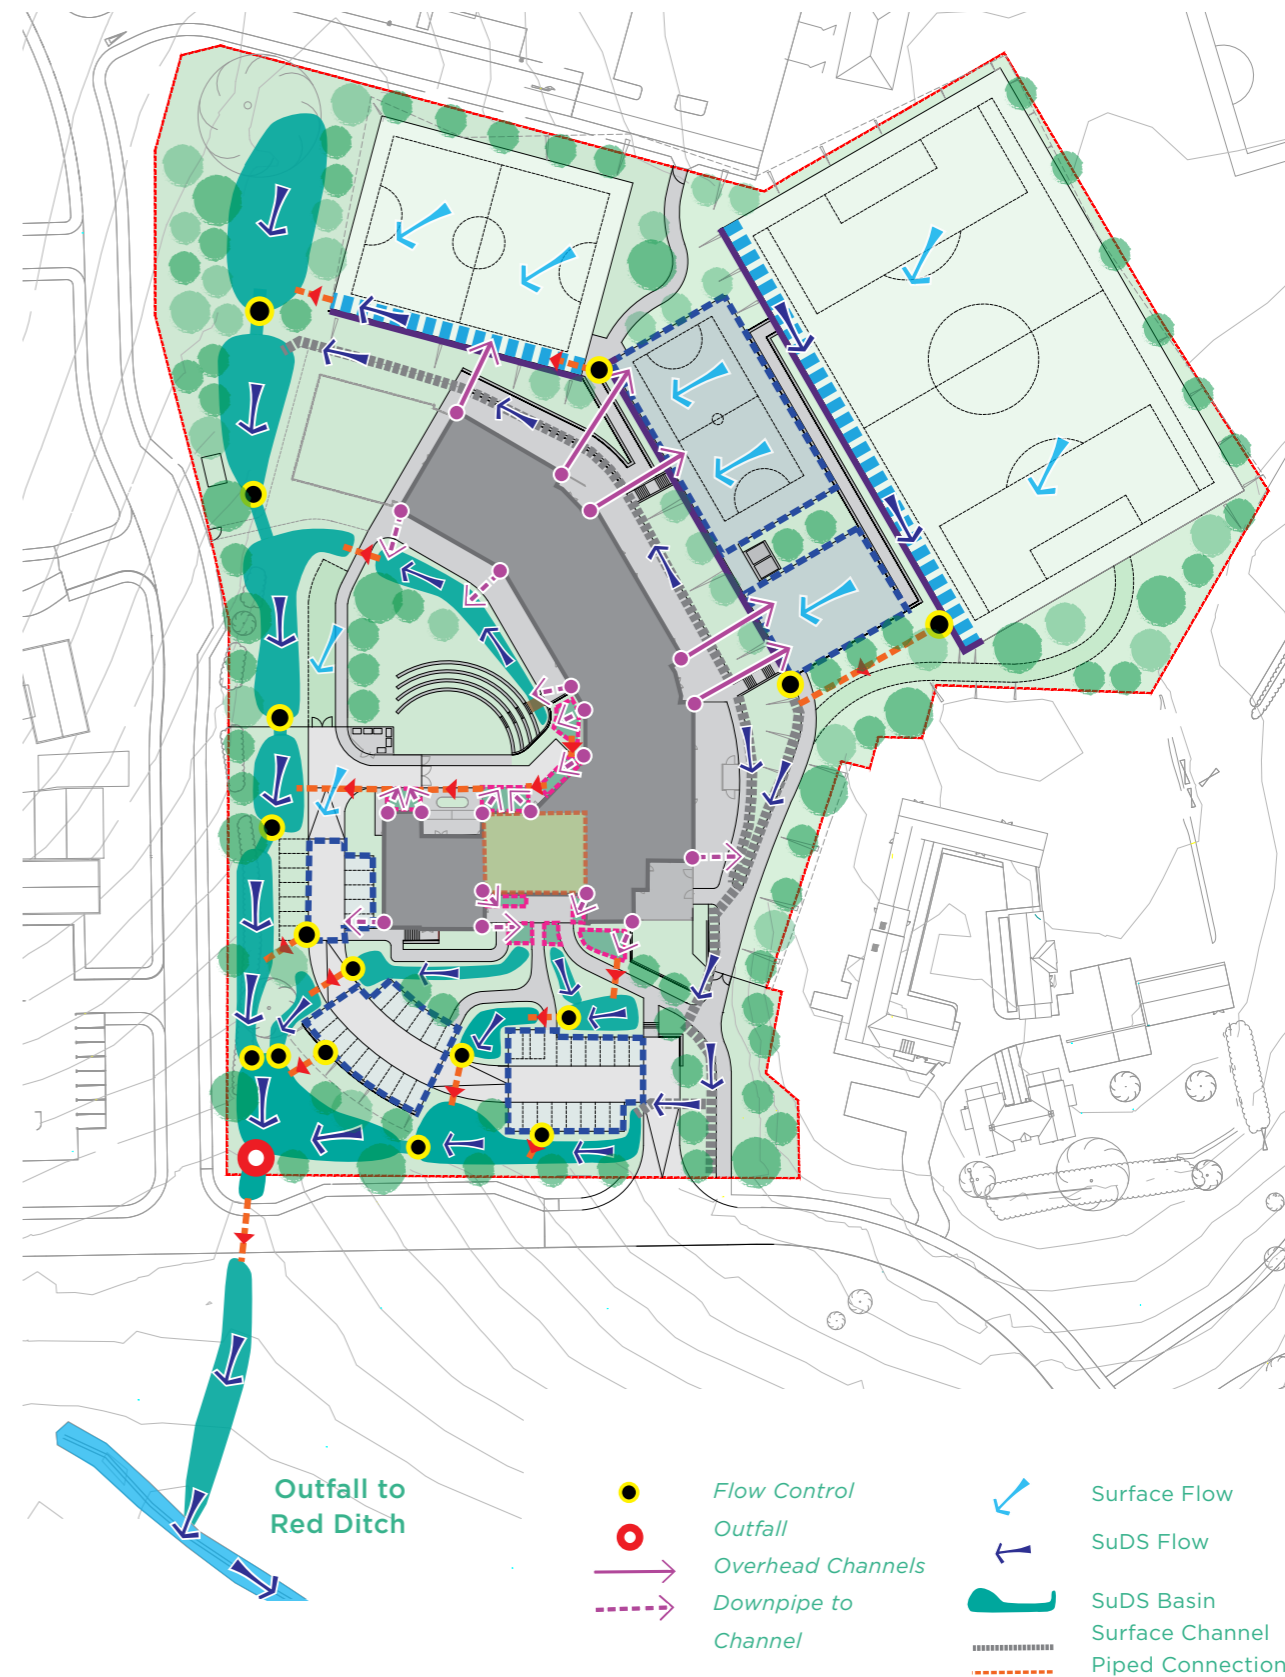 Outfall to
Red Ditch
Flow Control
Outfall
Overhead Channels
Downpipe to
Channel
Surface Flow
SuDS Flow
SuDS Basin
Surface Channel
Piped Connection